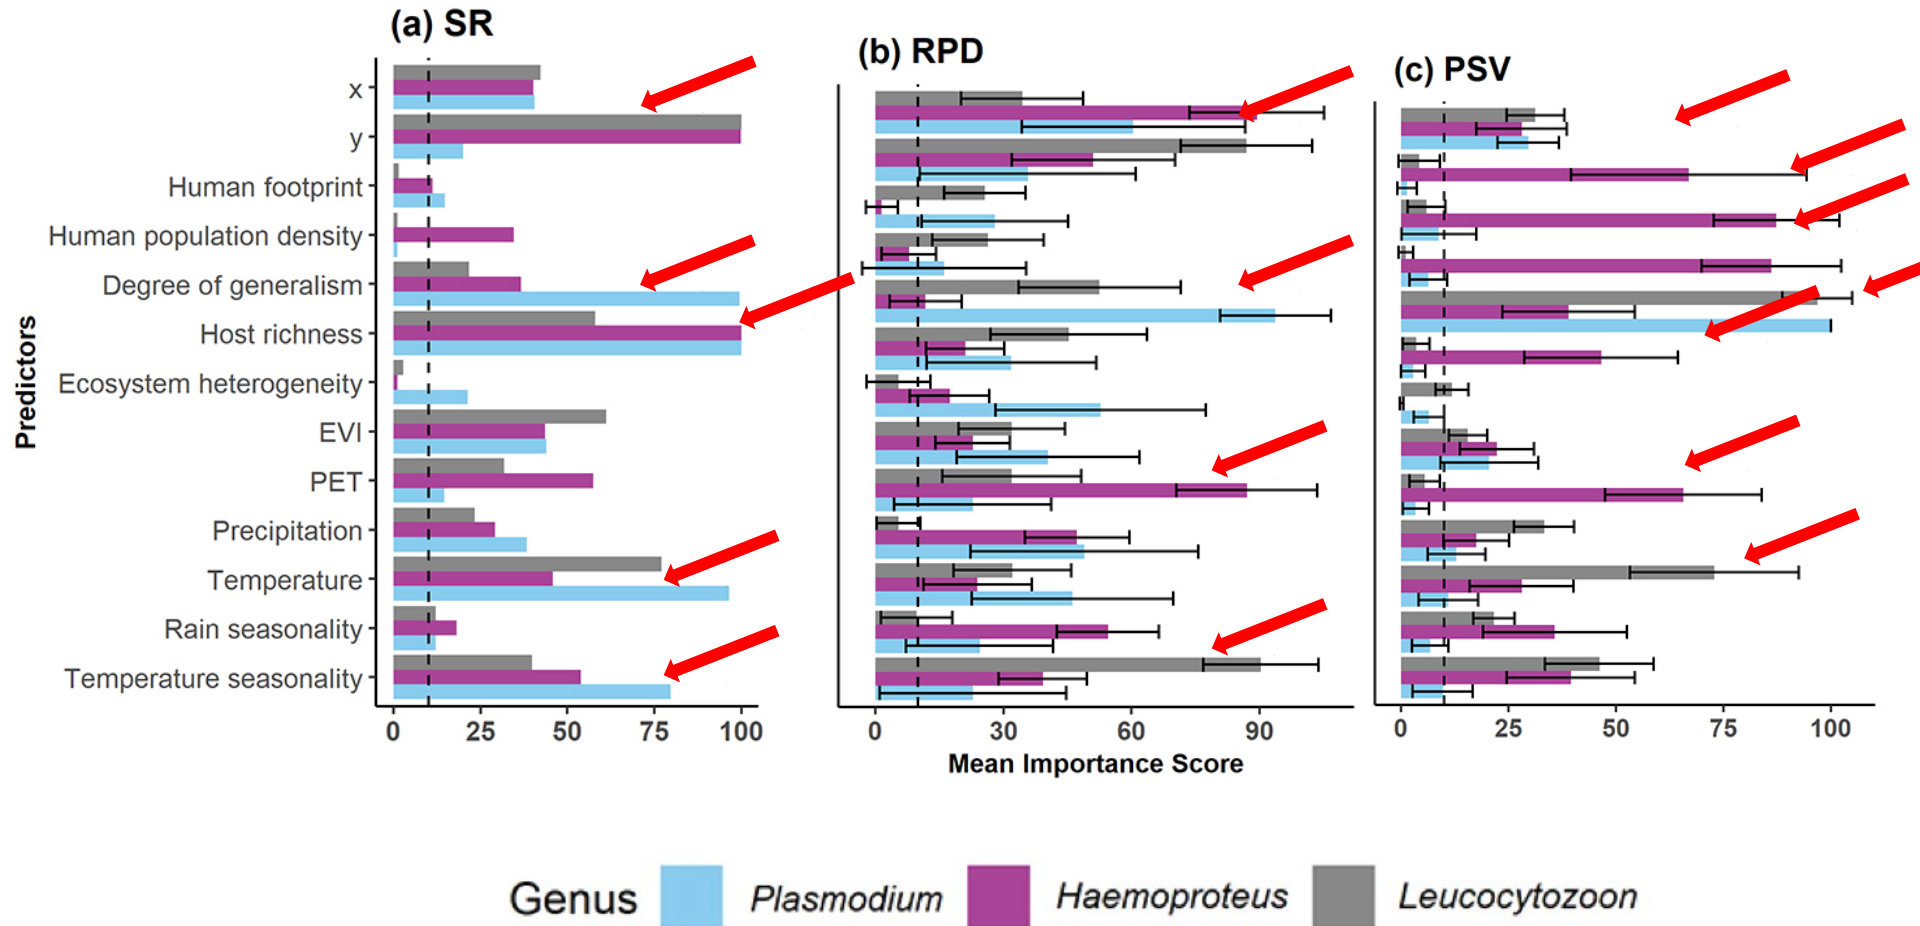 (a) SR
(b) RPD
(c) PSV
Predictors
x
y
Human footprint
Human population density
Degree of generalism
Host richness
Ecosystem heterogeneity
EVI
PET
Precipitation
Temperature
Rain seasonality
Temperature seasonality
0 25 50 75 100
0 30 60 90
0 25 50 75 100
Mean Importance Score
Genus Plasmodium Haemoproteus Leucocytozoon